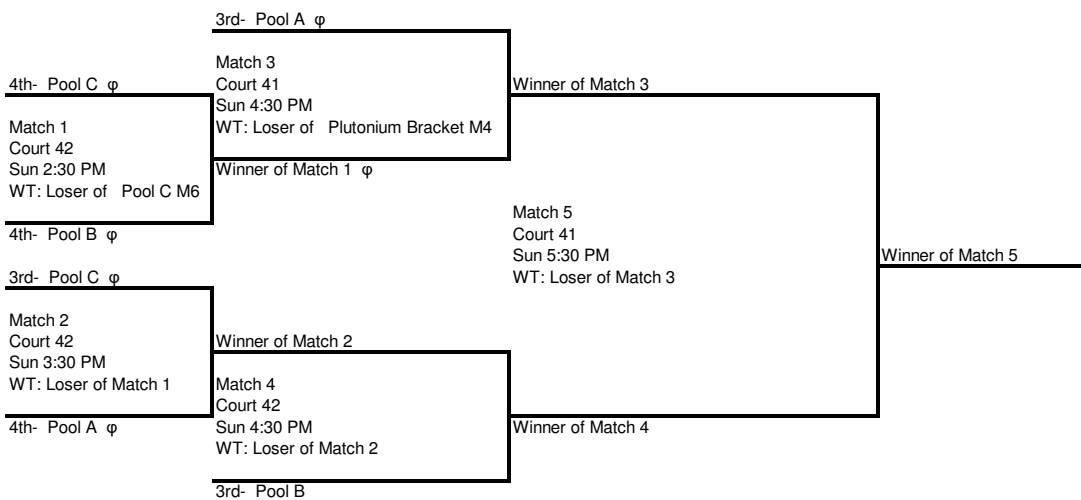 3rd-  Pool A  φ
Match 3
Court 41
Sun 4:30 PM
WT: Loser of   Plutonium Bracket M4
4th-  Pool C  φ
Winner of Match 3
Match 1
Court 42
Sun 2:30 PM
WT: Loser of   Pool C M6
Winner of Match 1  φ
4th-  Pool B  φ
Match 5
Court 41
Sun 5:30 PM
WT: Loser of Match 3
Winner of Match 5
3rd-  Pool C  φ
Match 2
Court 42
Sun 3:30 PM
WT: Loser of Match 1
Winner of Match 2
Match 4
Court 42
Sun 4:30 PM
WT: Loser of Match 2
4th-  Pool A  φ
Winner of Match 4
3rd-  Pool B